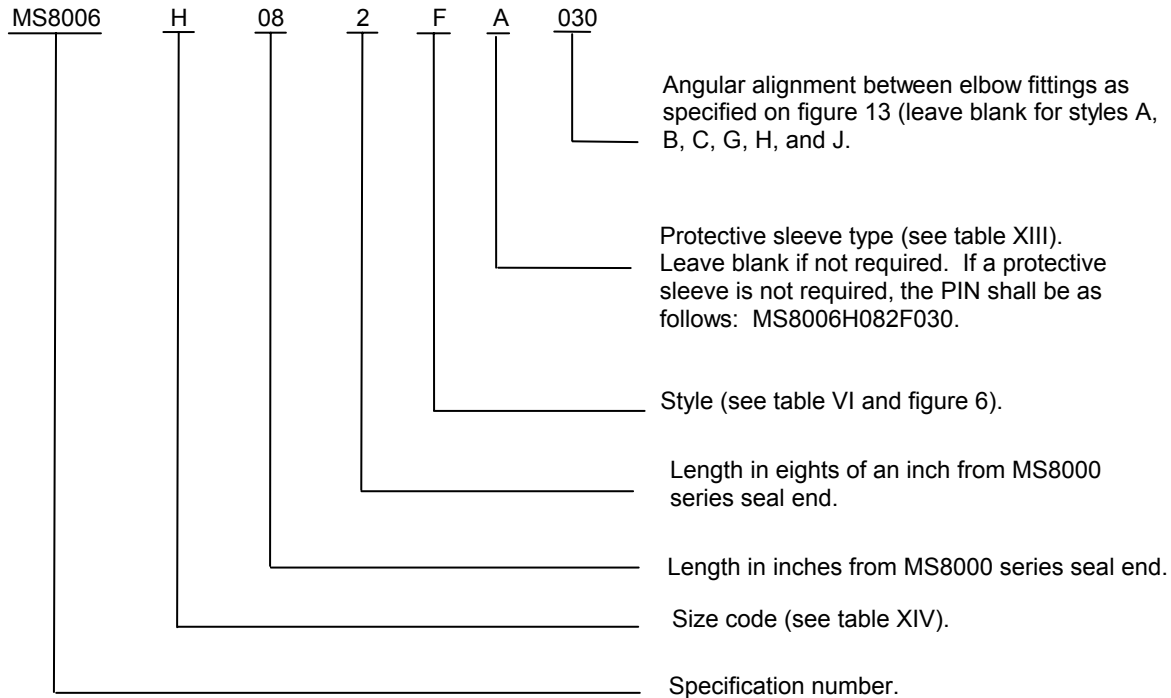 MS8006 H 08 2 F A 030
Angular alignment between elbow fittings as
specified on figure 13 (leave blank for styles A,
B, C, G, H, and J.
Protective sleeve type (see table XIII).
Leave blank if not required. If a protective
sleeve is not required, the PIN shall be as
follows: MS8006H082F030.
Style (see table VI and figure 6).
Length in eights of an inch from MS8000
series seal end.
Length in inches from MS8000 series seal end.
Size code (see table XIV).
Specification number.